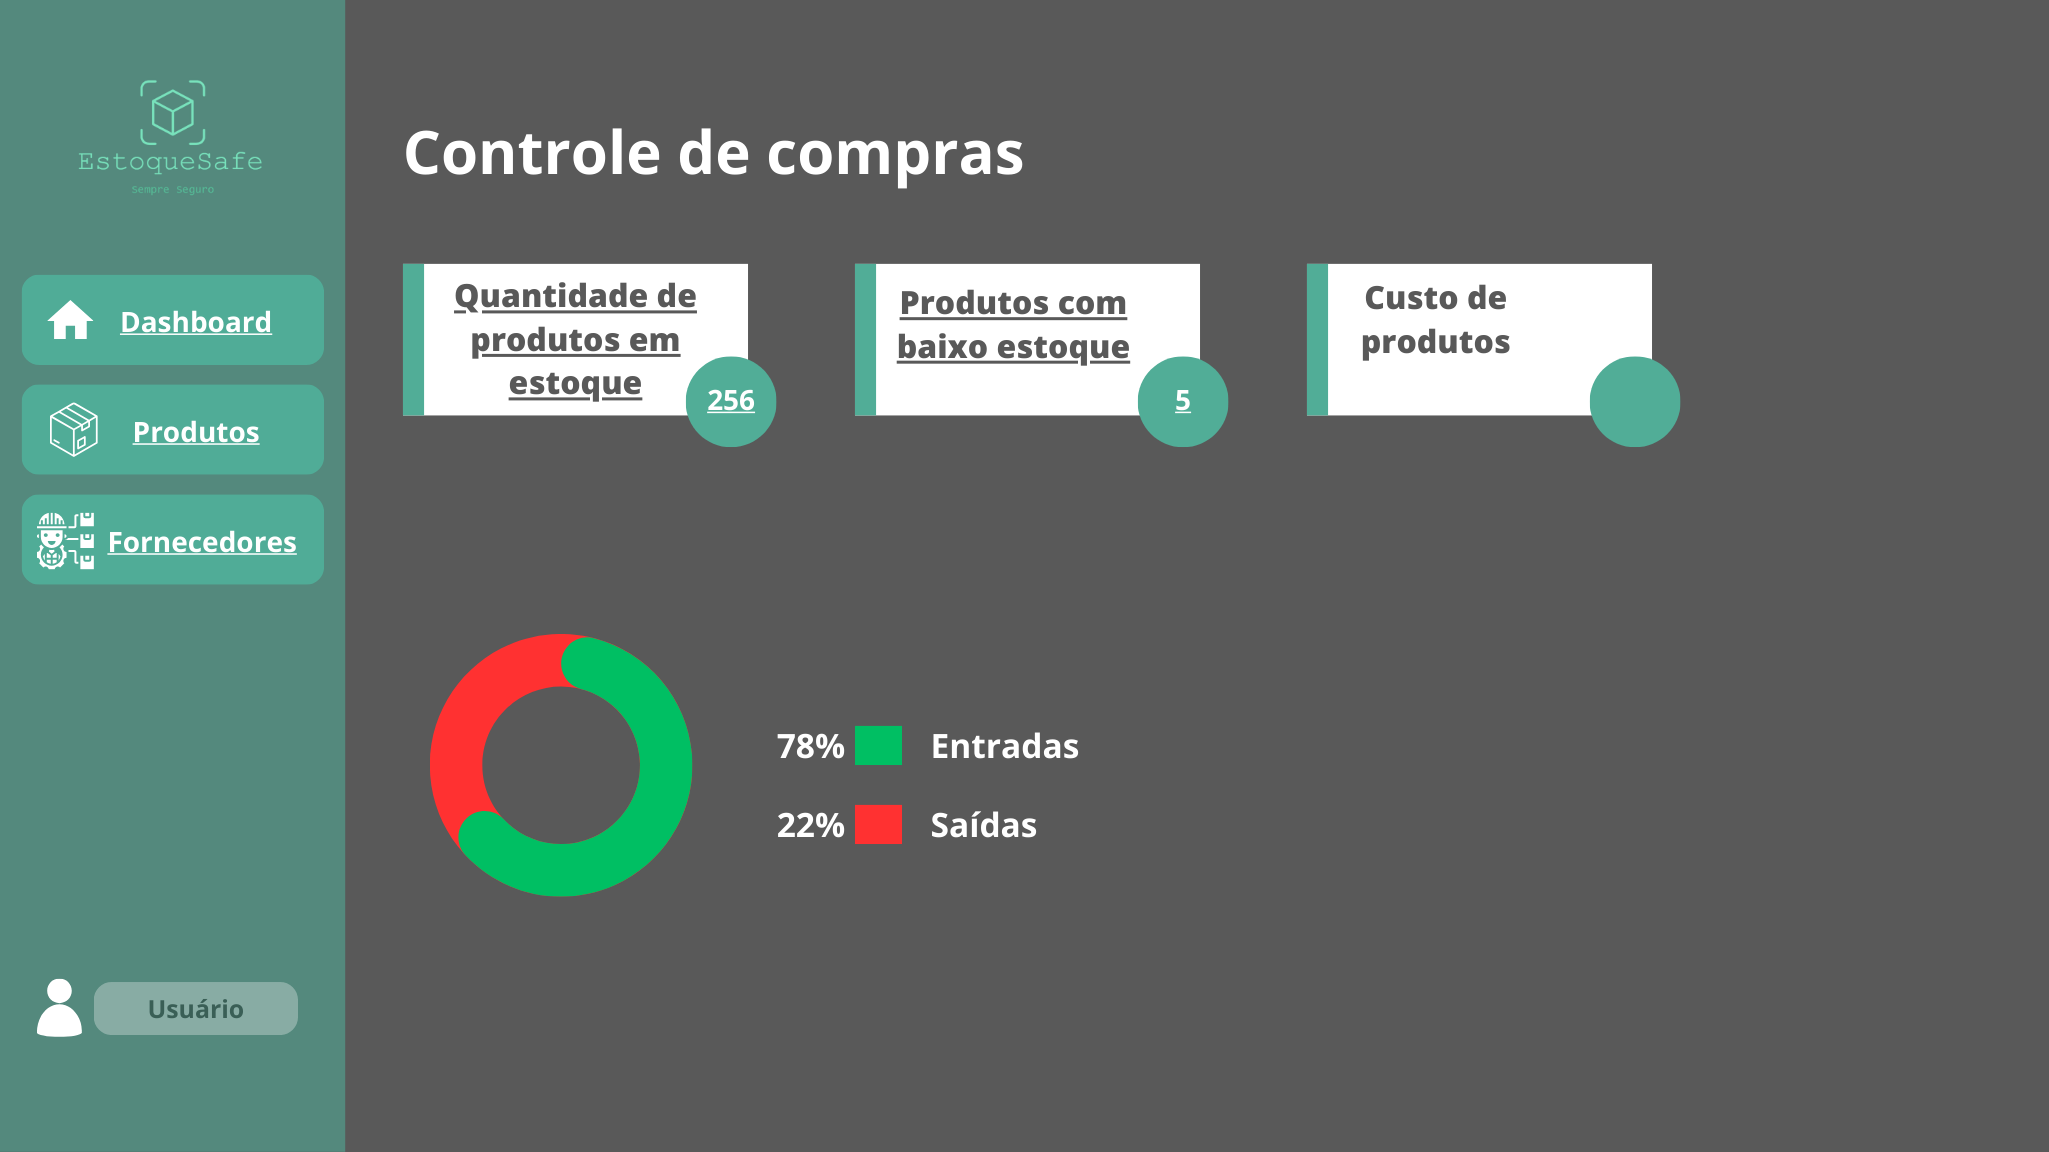 EstoqueSafe
Sempre Seguro
Dashboard
Produtos
Fornecedores
Usuário
Controle de compras
Quantidade de
produtos em
estoque
256
Produtos com
baixo estoque
5
Custo de
produtos
78% Entradas
22% Saídas